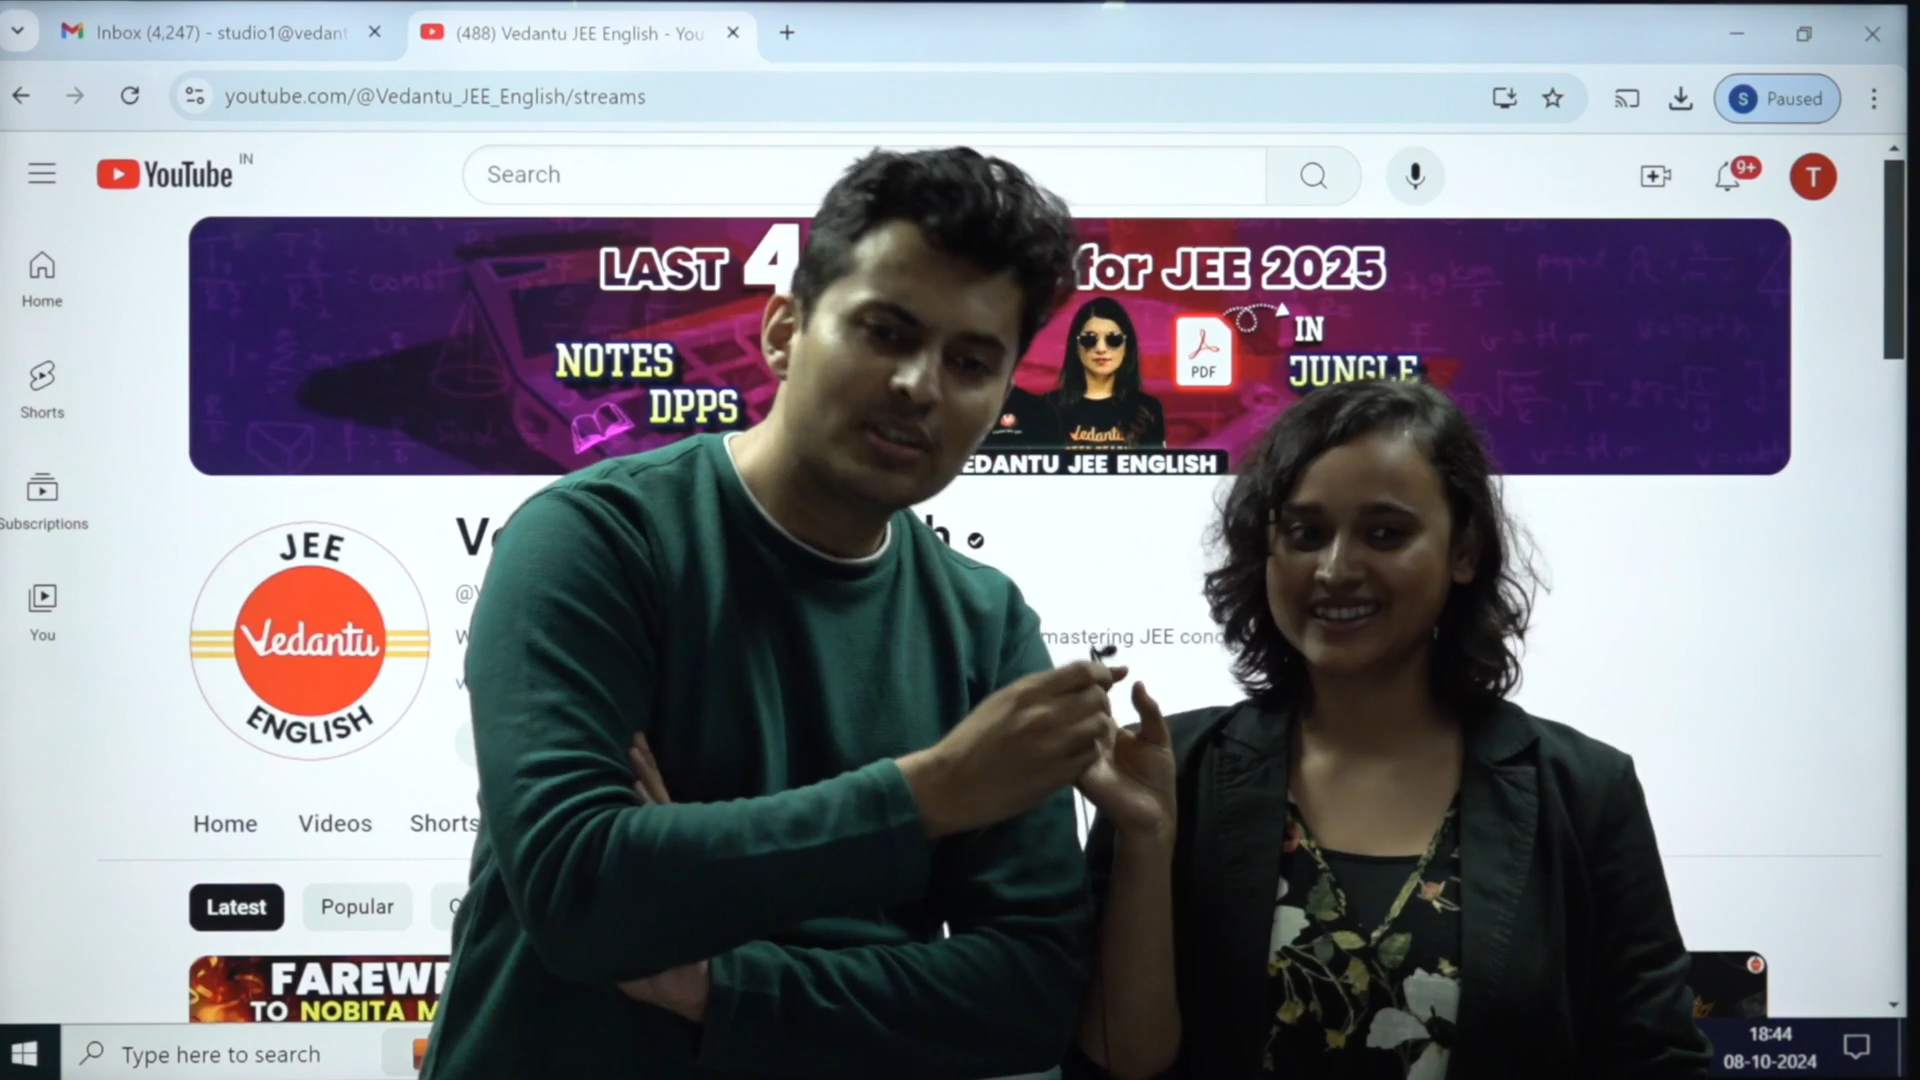 Inbox (4,247) - studio1@vedant
(488) Vedantu JEE English - You
youtube.com/@Vedantu_JEE_English/streams
S Paused
YouTube IN
Search
9+
T
Home
Shorts
Subscriptions
You
LAST 4 for JEE 2025
NOTES
DPPS
PDF
IN
JUNGLE
Vedantu
EDANTU JEE ENGLISH
JEE
Vedantu
ENGLISH
mastering JEE conc
Home Videos Shorts
Latest Popular
FAREWE
TO NOBITA M
Type here to search
18:44
08-10-2024